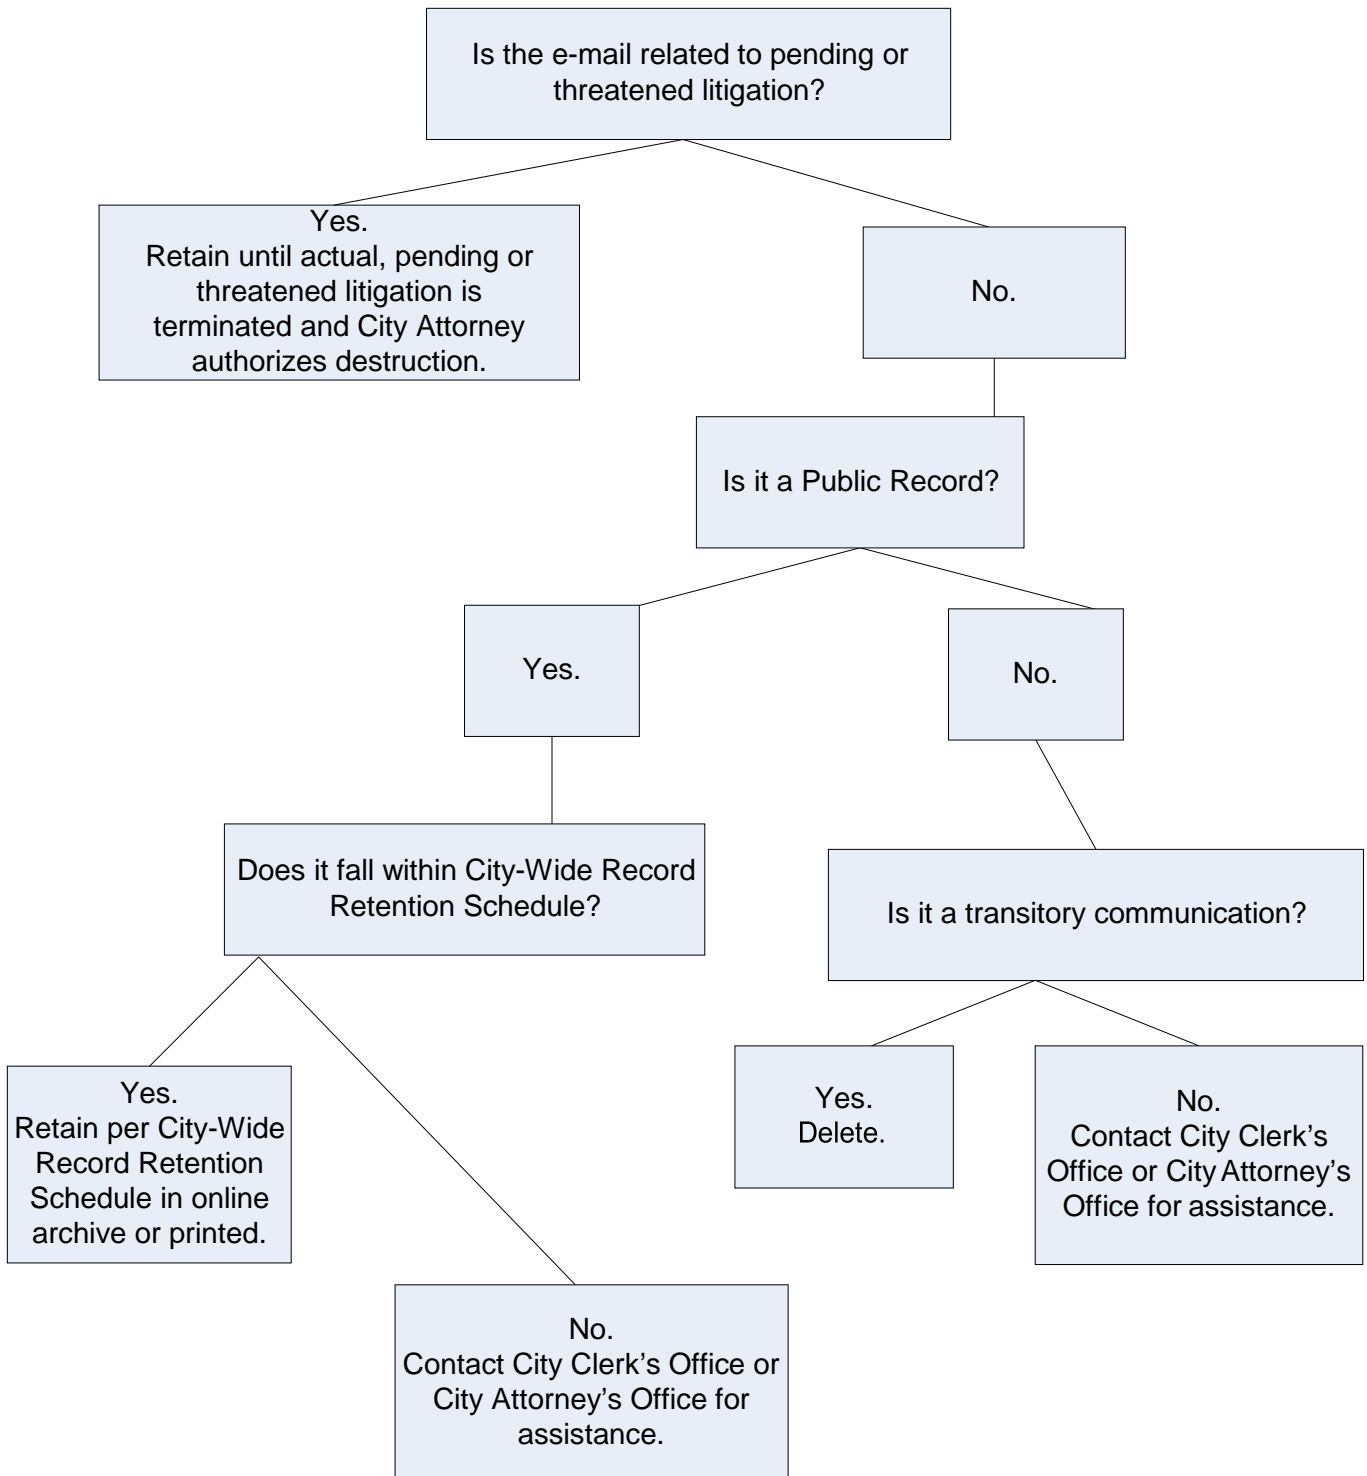 Is the e-mail related to pending or
threatened litigation?
Yes.
Retain until actual, pending or
threatened litigation is
terminated and City Attorney
authorizes destruction.
No.
Is it a Public Record?
Yes.
No.
Does it fall within City-Wide Record
Retention Schedule?
Is it a transitory communication?
Yes.
Retain per City-Wide
Record Retention
Schedule in online
archive or printed.
Yes.
Delete.
No.
Contact City Clerk’s
Office or City Attorney’s
Office for assistance.
No.
Contact City Clerk’s Office or
City Attorney’s Office for
assistance.